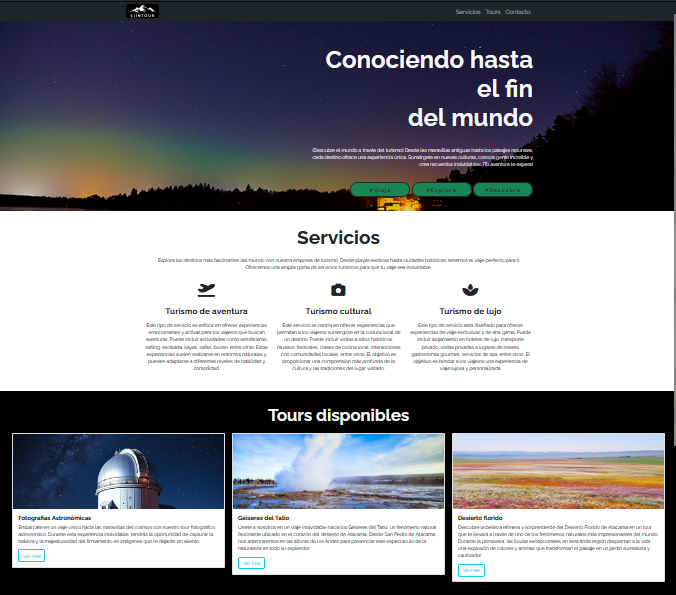 LIINTOUR
Servicios Tours Contacto
Conociendo hasta
el fin
del mundo
¡Descubre el mundo a través del turismo! Desde las maravillas antiguas hasta los paisajes naturales,
cada destino ofrece una experiencia única. Sumérgete en nuevas culturas, conoce gente increíble y
crea recuerdos inolvidables. ¡Tu aventura te espera!
#Viaja #Explora #Descubre
Servicios
Explora los destinos más fascinantes del mundo con nuestra empresa de turismo. Desde playas exóticas hasta ciudades históricas, tenemos el viaje perfecto para ti.
Ofrecemos una amplia gama de servicios turísticos para que tu viaje sea inolvidable.
Turismo de aventura
Este tipo de servicio se enfoca en ofrecer experiencias
emocionantes y activas para los viajeros que buscan
aventuras. Puede incluir actividades como senderismo,
rafting, escalada, kayak, safari, buceo, entre otras. Estas
experiencias suelen realizarse en entornos naturales y
pueden adaptarse a diferentes niveles de habilidad y
comodidad.
Turismo cultural
Este servicio se centra en ofrecer experiencias que
permitan a los viajeros sumergirse en la cultura local de
un destino. Puede incluir visitas a sitios históricos,
museos, festivales, clases de cocina local, interacciones
con comunidades locales, entre otros. El objetivo es
proporcionar una comprensión más profunda de la
cultura y las tradiciones del lugar visitado.
Turismo de lujo
Este tipo de servicio está diseñado para ofrecer
experiencias de viaje exclusivas y de alta gama. Puede
incluir alojamiento en hoteles de lujo, transporte
privado, visitas privadas a lugares de interés,
gastronomía gourmet, servicios de spa, entre otros. El
objetivo es brindar a los viajeros una experiencia de
viaje lujosa y personalizada.
Tours disponibles
Fotografías Astronómicas
Embárcate en un viaje único hacia las maravillas del cosmos con nuestro tour fotográfico
astronómico. Durante esta experiencia inolvidable, tendrás la oportunidad de capturar la
belleza y la majestuosidad del firmamento en imágenes que te dejarán sin aliento.
Ver más
Géiseres del Tatio
Únete a nosotros en un viaje inolvidable hacia los Géiseres del Tatio, un fenómeno natural
fascinante ubicado en el corazón del desierto de Atacama. Desde San Pedro de Atacama,
nos adentraremos en las alturas de los Andes para presenciar este espectáculo de la
naturaleza en todo su esplendor.
Ver más
Desierto florido
Descubre la belleza efímera y sorprendente del Desierto Florido de Atacama en un tour
que te llevará a través de uno de los fenómenos naturales más impresionantes del mundo.
Durante la primavera, las lluvias excepcionales en esta árida región despiertan a la vida
una explosión de colores y aromas que transforman el paisaje en un jardín surrealista y
cautivador.
Ver más